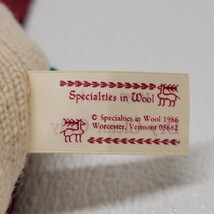 Specialties in Wool
© Specialties in Wool 1986
Worcester, Vermont 05682